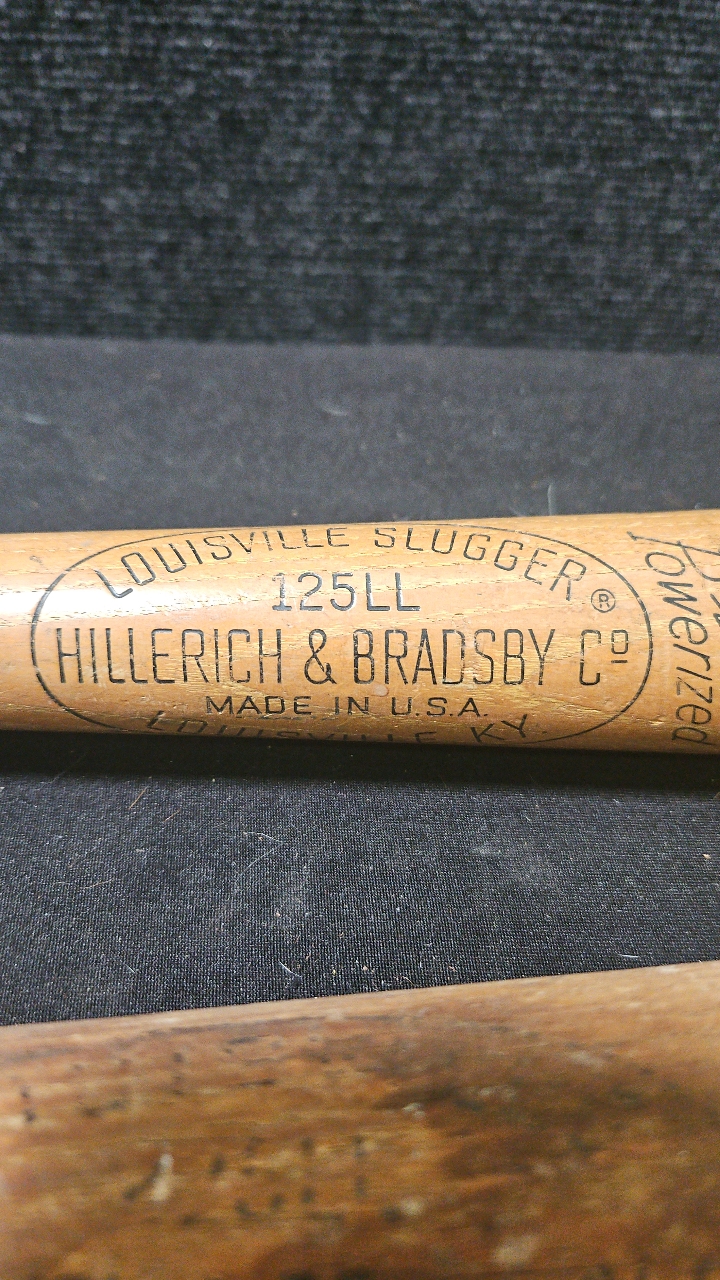 LOUISVILLE SLUGGER ®
125LL
HILLERICH & BRADSBY Cº
MADE IN U.S.A.
LOUISVILLE KY.
Powerized